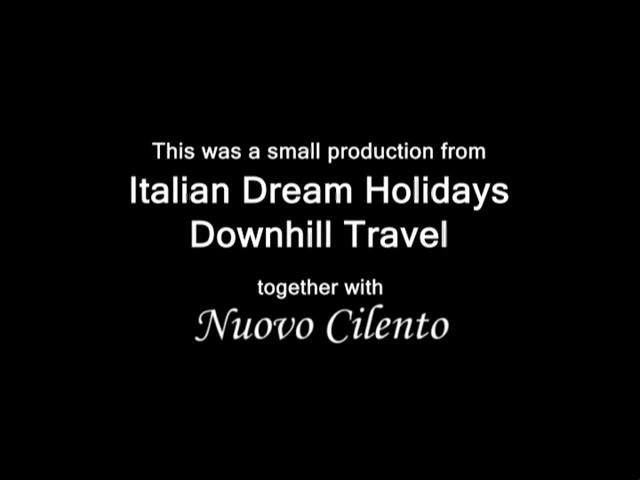 This was a small production from
Italian Dream Holidays
Downhill Travel
together with
Nuovo Cilento